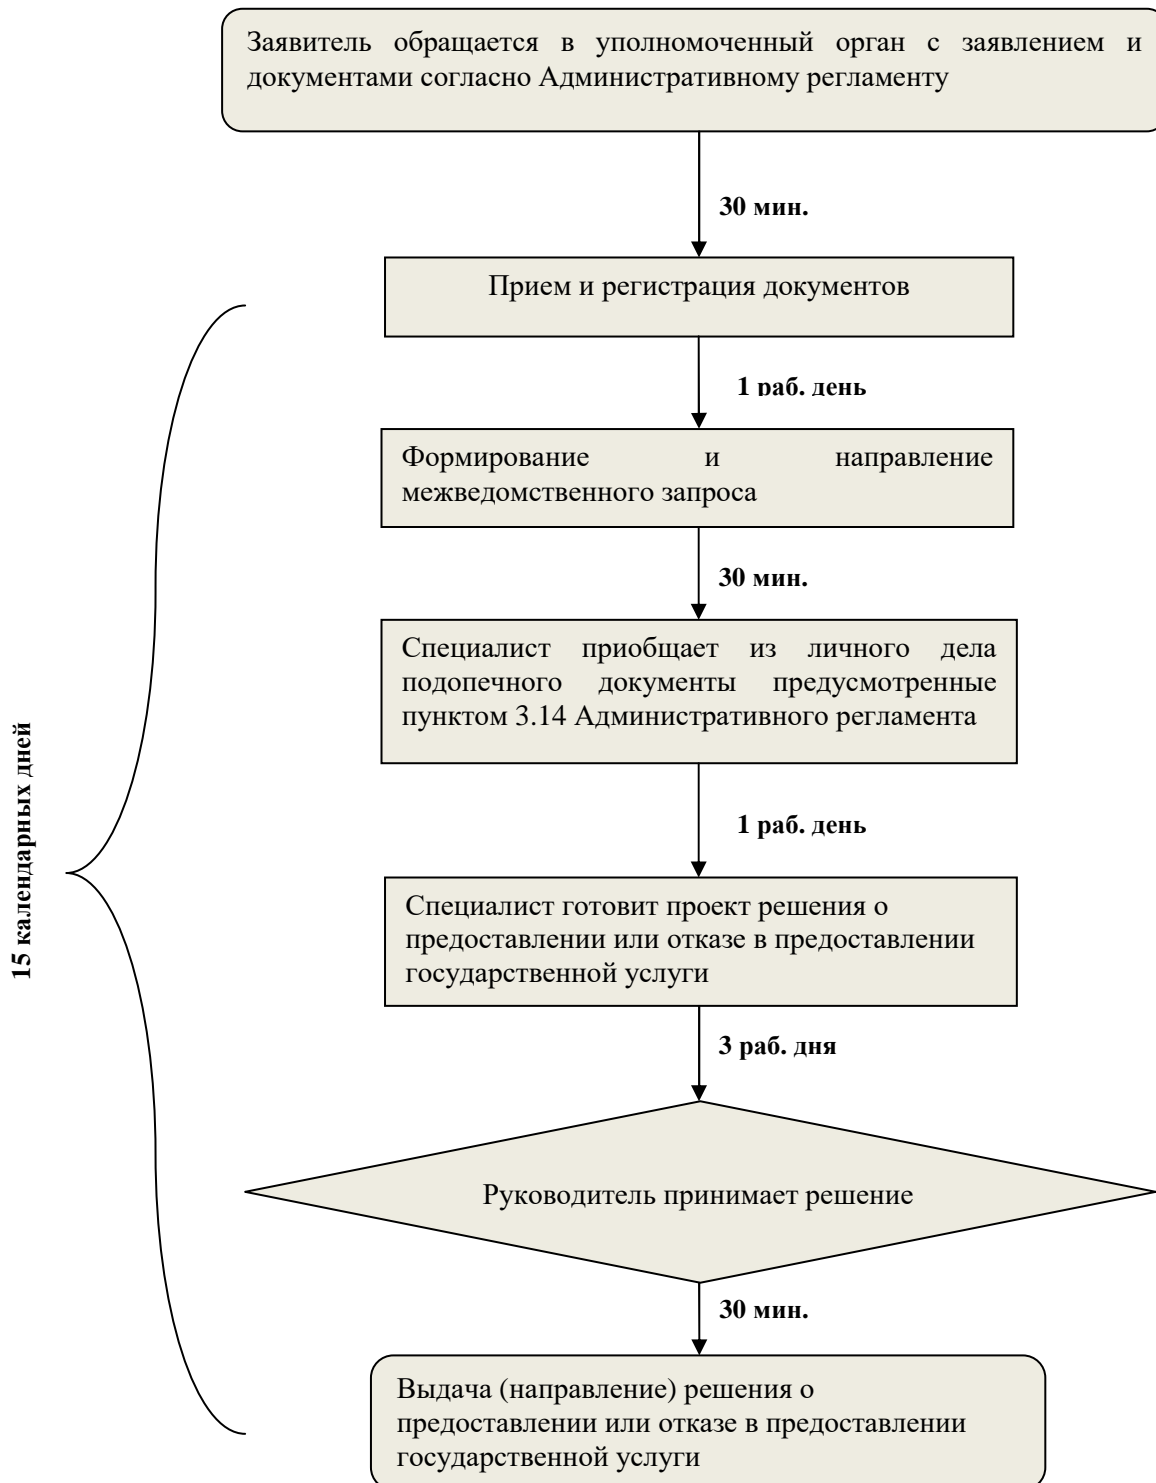 Заявитель обращается в уполномоченный орган с заявлением и
документами согласно Административному регламенту
30 мин.
Прием и регистрация документов
1 раб. день
Формирование и направление
межведомственного запроса
30 мин.
Специалист приобщает из личного дела
подопечного документы предусмотренные
пунктом 3.14 Административного регламента
1 раб. день
15 календарных дней
Специалист готовит проект решения о
предоставлении или отказе в предоставлении
государственной услуги
3 раб. дня
Руководитель принимает решение
30 мин.
Выдача (направление) решения о
предоставлении или отказе в предоставлении
государственной услуги